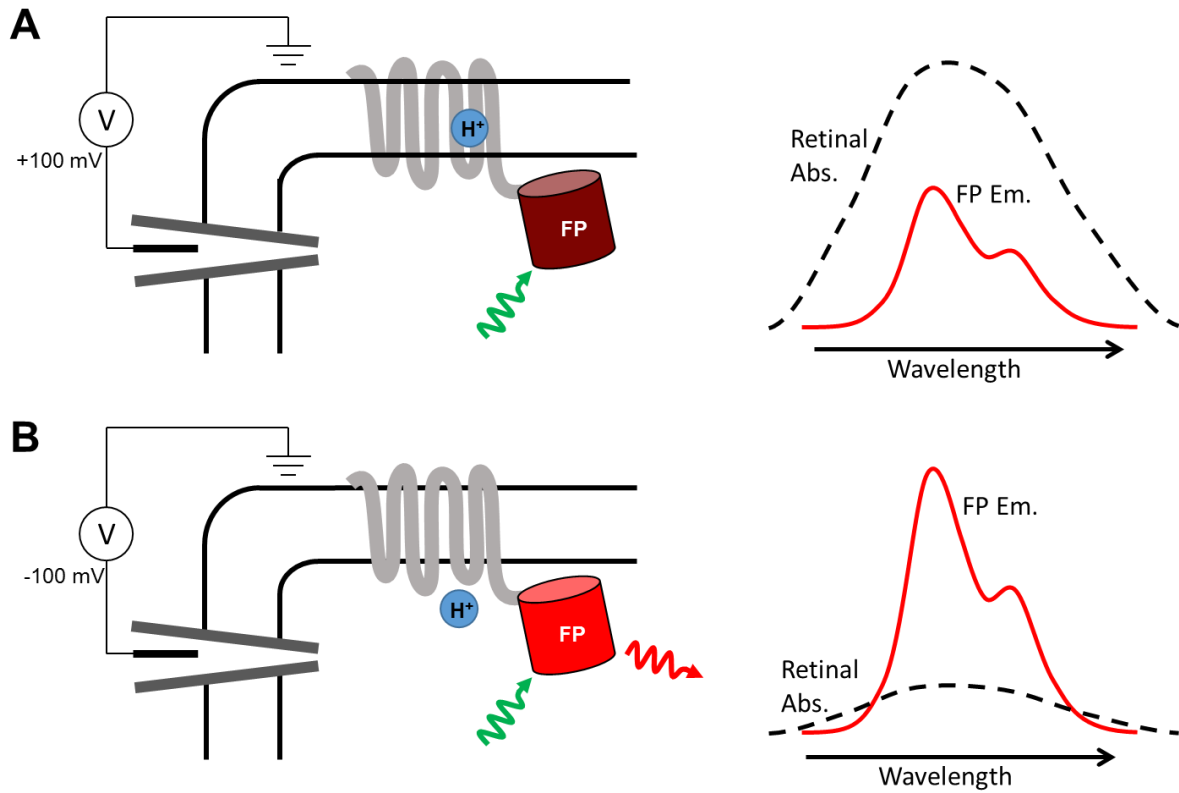 A
V
+100 mV
H+
FP
Retinal
Abs.
FP Em.
Wavelength
B
V
-100 mV
H+
FP
FP Em.
Retinal
Abs.
Wavelength